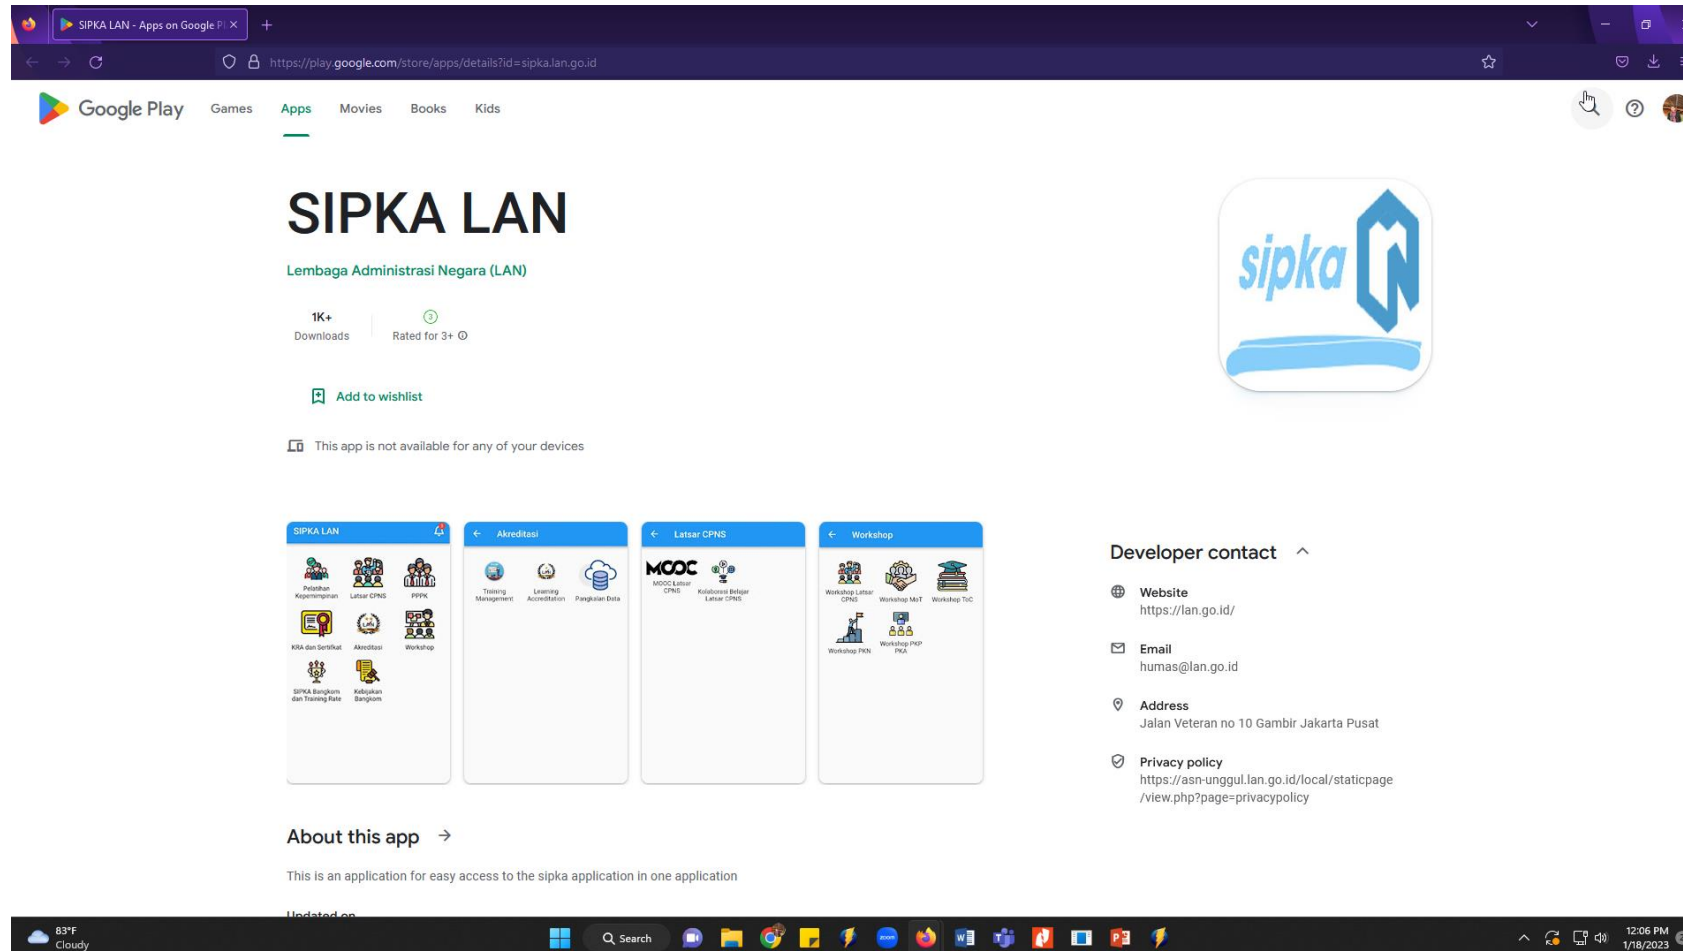 SIPKA LAN - Apps on Google Pl
https://play.google.com/store/apps/details?id=sipka.lan.go.id
Google Play
Games
Apps
Movies
Books
Kids
SIPKA LAN
Lembaga Administrasi Negara (LAN)
1K+
Downloads
3
Rated for 3+
sipka
Add to wishlist
This app is not available for any of your devices
SIPKA LAN
Pelatihan
Kepemimpinan
Latsar CPNS
PPPK
KRA dan Sertifikat
Akreditasi
Workshop
SIPKA Bangkom
dan Training Rate
Kebijakan
Bangkom
Akreditasi
Training
Management
Learning
Accreditation
Pangkalan Data
Latsar CPNS
MOOC
MOOC Latsar
CPNS
Kolaborasi Belajar
Latsar CPNS
Workshop
Workshop Latsar
CPNS
Workshop MoT
Workshop ToC
Workshop PKN
Workshop PKP
PKA
Developer contact
Website
https://lan.go.id/
Email
humas@lan.go.id
Address
Jalan Veteran no 10 Gambir Jakarta Pusat
Privacy policy
https://asn-unggul.lan.go.id/local/staticpage
/view.php?page=privacypolicy
About this app
This is an application for easy access to the sipka application in one application
Updated on
83°F
Cloudy
Search
zoom
12:06 PM
1/18/2023